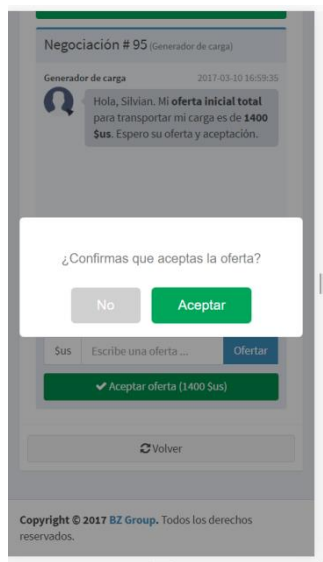 Negociación # 95 (Generador de carga)
Generador de carga 2017-03-10 16:59:35
Hola, Silvian. Mi oferta inicial total
para transportar mi carga es de 1400
$us. Espero su oferta y aceptación.
¿Confirmas que aceptas la oferta?
No Aceptar
$us Escribe una oferta ... Ofertar
✔ Aceptar oferta (1400 $us)
Volver
Copyright © 2017 BZ Group. Todos los derechos
reservados.